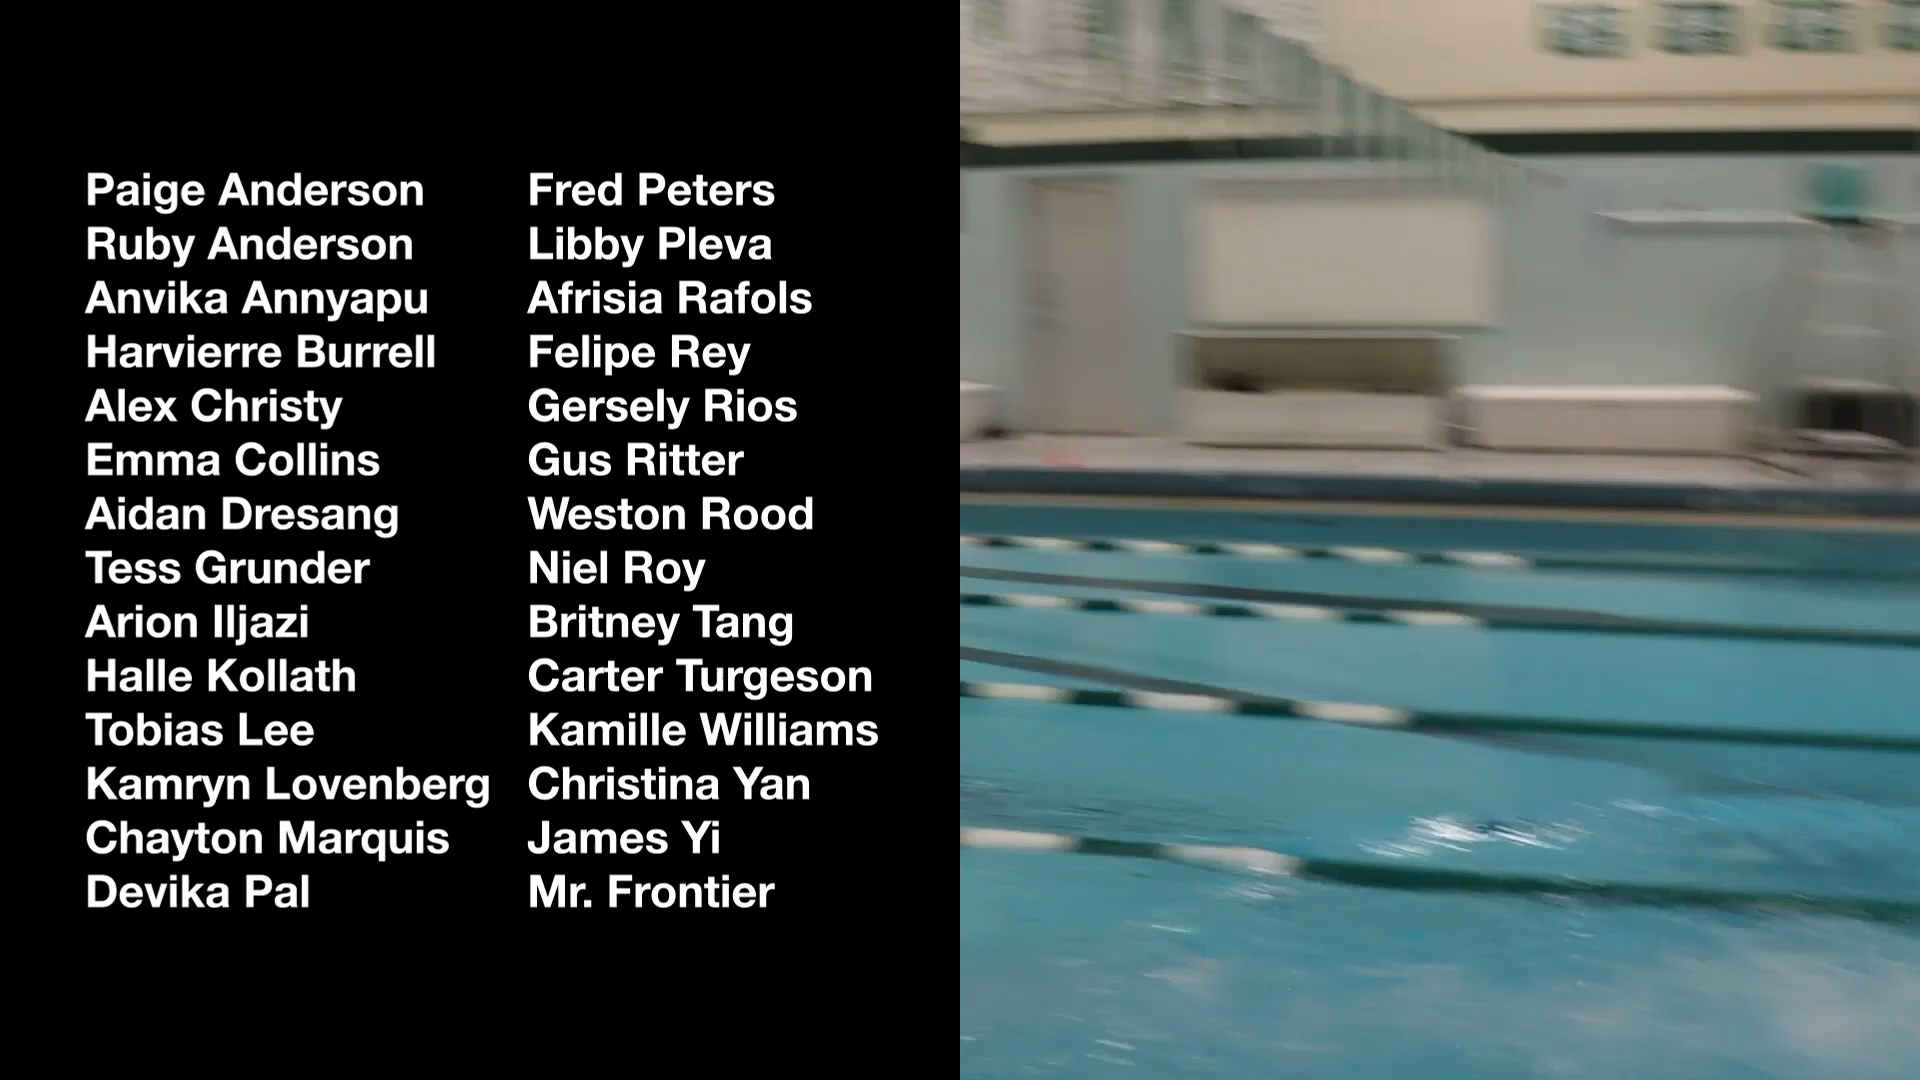 Paige Anderson
Ruby Anderson
Anvika Annyapu
Harvierre Burrell
Alex Christy
Emma Collins
Aidan Dresang
Tess Grunder
Arion Iljazi
Halle Kollath
Tobias Lee
Kamryn Lovenberg
Chayton Marquis
Devika Pal
Fred Peters
Libby Pleva
Afrisia Rafols
Felipe Rey
Gersely Rios
Gus Ritter
Weston Rood
Niel Roy
Britney Tang
Carter Turgeson
Kamille Williams
Christina Yan
James Yi
Mr. Frontier